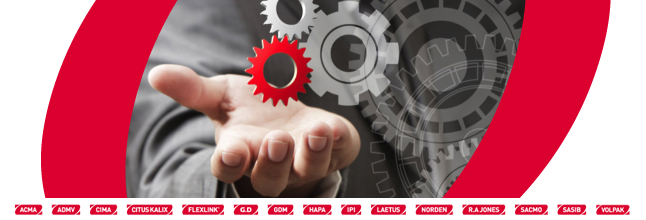 ACMA ADMV CIMA CITUS KALIX FLEXLINK G.D GDM HAPA IPI LAETUS NORDEN R.A JONES SACMO SASIB VOLPAK